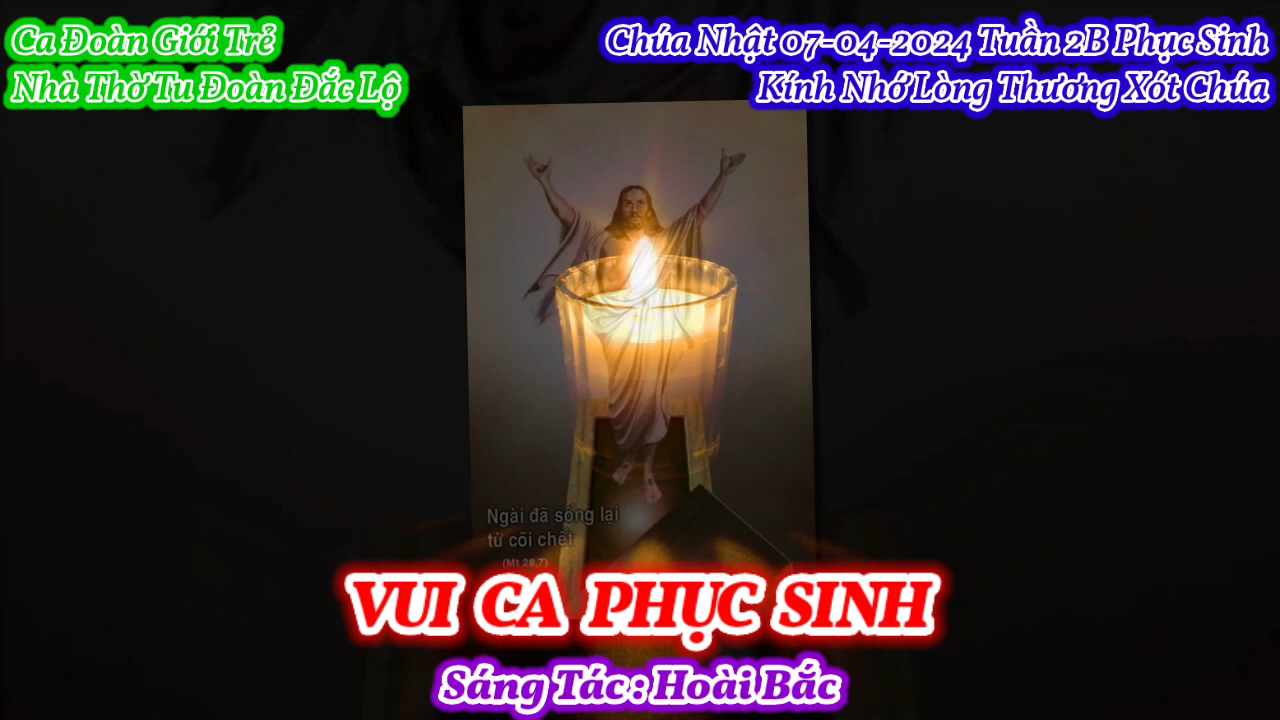 Ca Đoàn Giới Trẻ
Nhà Thờ Tu Đoàn Đắc Lộ
Chúa Nhật 07-04-2024 Tuần 2B Phục Sinh
Kính Nhớ Lòng Thương Xót Chúa
Ngài đã sống lại
từ cõi chết
(Mt 28,7)
VUI CA PHỤC SINH
Sáng Tác : Hoài Bắc